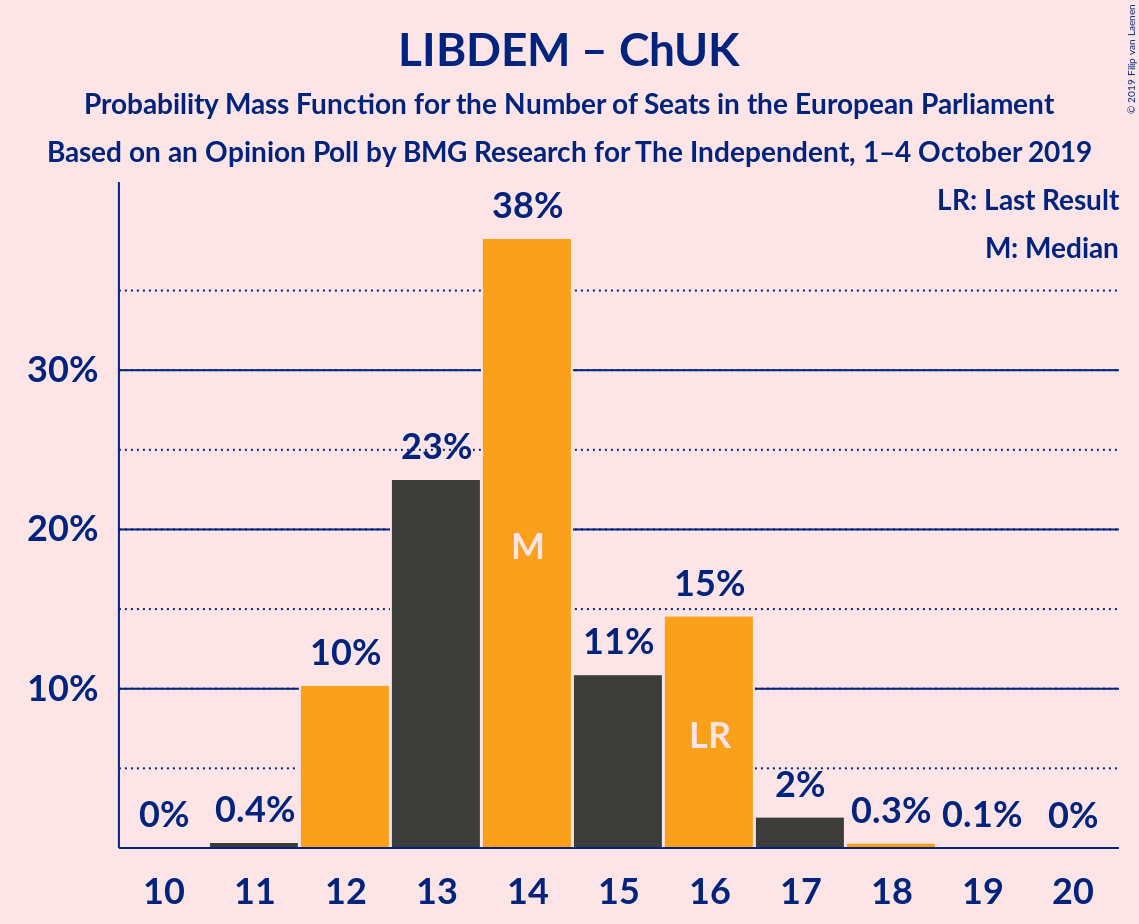 LIBDEM – ChUK
Probability Mass Function for the Number of Seats in the European Parliament
Based on an Opinion Poll by BMG Research for The Independent, 1–4 October 2019
© 2019 Filip van Laenen
LR: Last Result
M: Median
38%
30%
23%
20%
M
15%
11%
10%
10%
LR
2%
0%
0.4%
0.3%
0.1%
0%
10 11 12 13 14 15 16 17 18 19 20